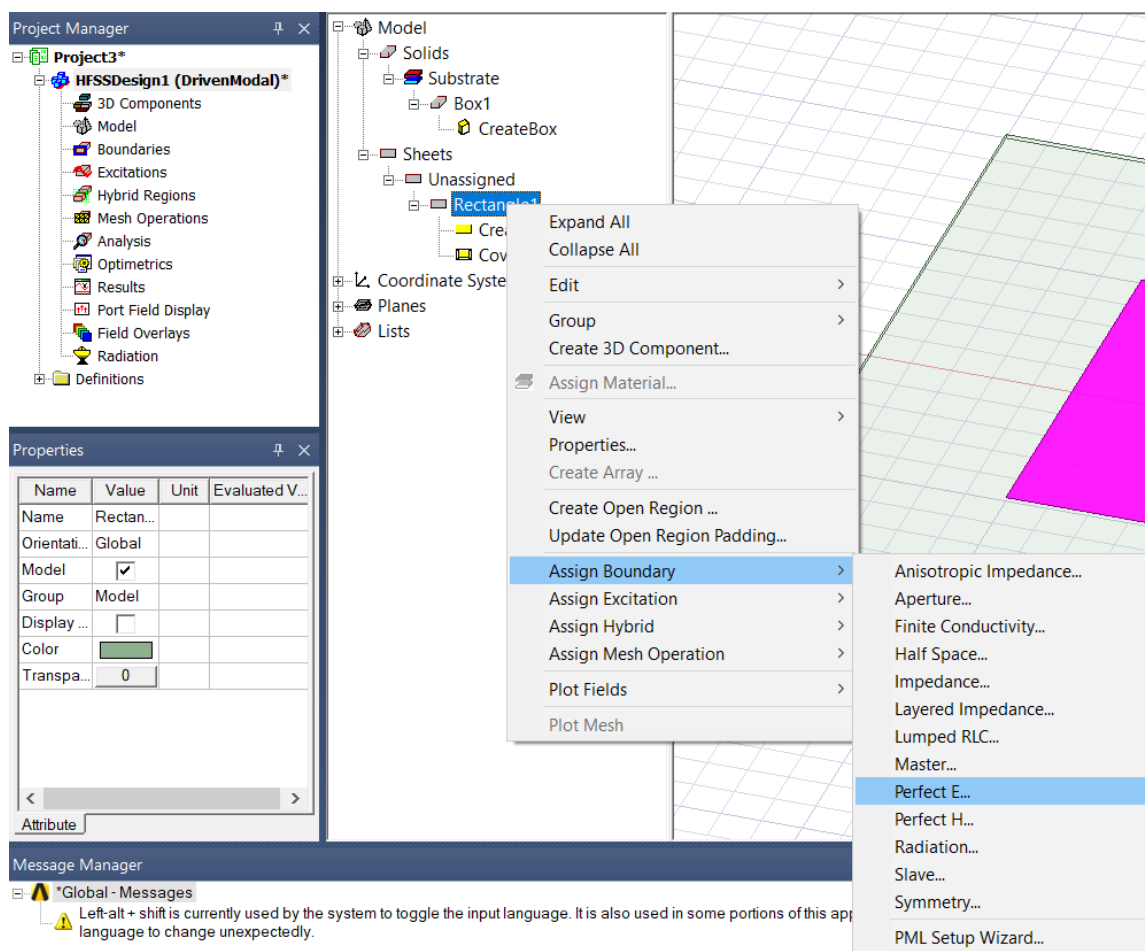 Project Manager
Project3*
HFSSDesign1 (DrivenModal)*
3D Components
Model
Boundaries
Excitations
Hybrid Regions
Mesh Operations
Analysis
Optimetrics
Results
Port Field Display
Field Overlays
Radiation
Definitions
Properties
Name Value Unit Evaluated V...
Name Rectan...
Orientati... Global
Model
Group Model
Display ...
Color
Transpa... 0
Attribute
Model
Solids
Substrate
Box1
CreateBox
Sheets
Unassigned
Rectangle1
Crea
Cov
Coordinate Syste
Planes
Lists
Expand All
Collapse All
Edit
Group
Create 3D Component...
Assign Material...
View
Properties...
Create Array ...
Create Open Region ...
Update Open Region Padding...
Assign Boundary
Assign Excitation
Assign Hybrid
Assign Mesh Operation
Plot Fields
Plot Mesh
Anisotropic Impedance...
Aperture...
Finite Conductivity...
Half Space...
Impedance...
Layered Impedance...
Lumped RLC...
Master...
Perfect E...
Perfect H...
Radiation...
Slave...
Symmetry...
PML Setup Wizard...
Message Manager
*Global - Messages
Left-alt + shift is currently used by the system to toggle the input language. It is also used in some portions of this app
language to change unexpectedly.